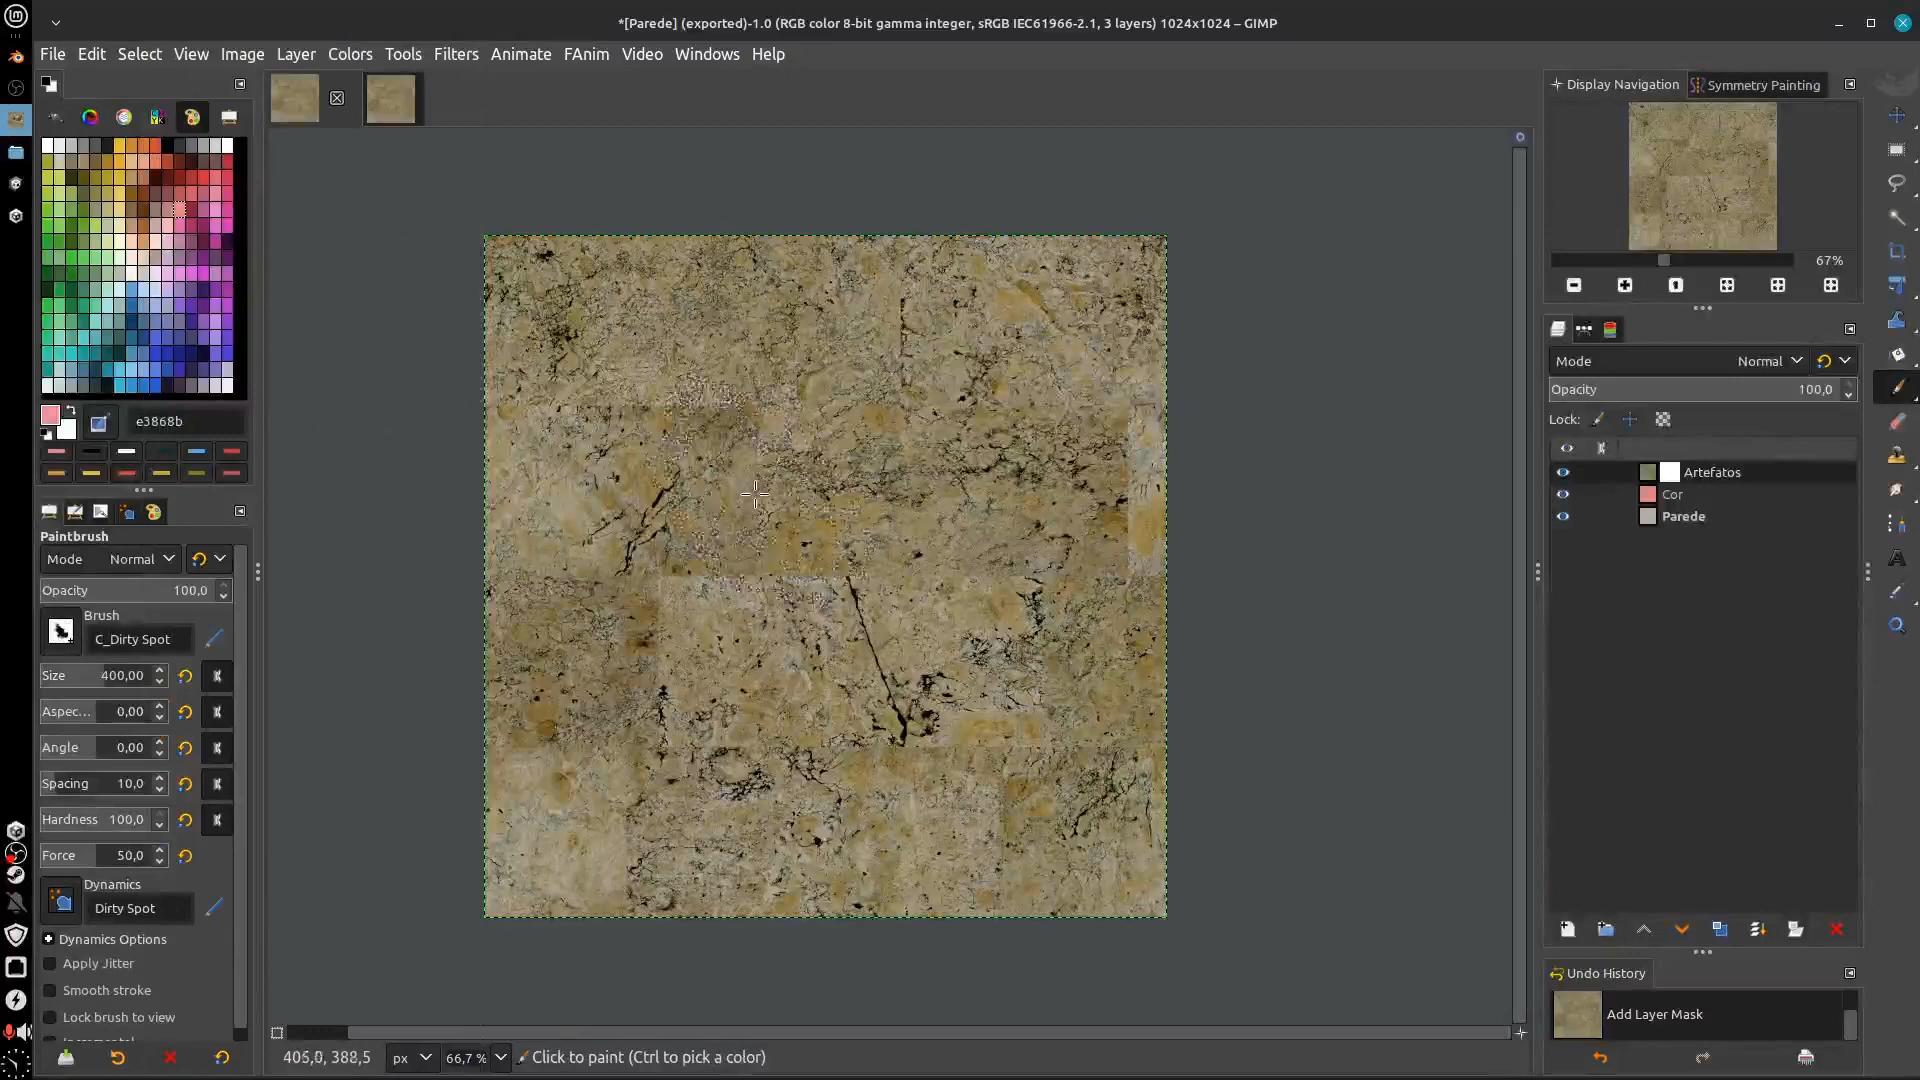 *[Parede] (exported)-1.0 (RGB color 8-bit gamma integer, sRGB IEC61966-2.1, 3 layers) 1024x1024 – GIMP
File Edit Select View Image Layer Colors Tools Filters Animate FAnim Video Windows Help
Display Navigation Symmetry Painting
67%
Mode Normal
Opacity 100,0
Lock:
e3868b
Artefatos
Cor
Parede
Paintbrush
Mode Normal
Opacity 100,0
Brush
C_Dirty Spot
Size 400,00
Aspec... 0,00
Angle 0,00
Spacing 10,0
Hardness 100,0
Force 50,0
Dynamics
Dirty Spot
Dynamics Options
Apply Jitter
Smooth stroke
Lock brush to view
Undo History
Add Layer Mask
px 66,7 % Click to paint (Ctrl to pick a color)